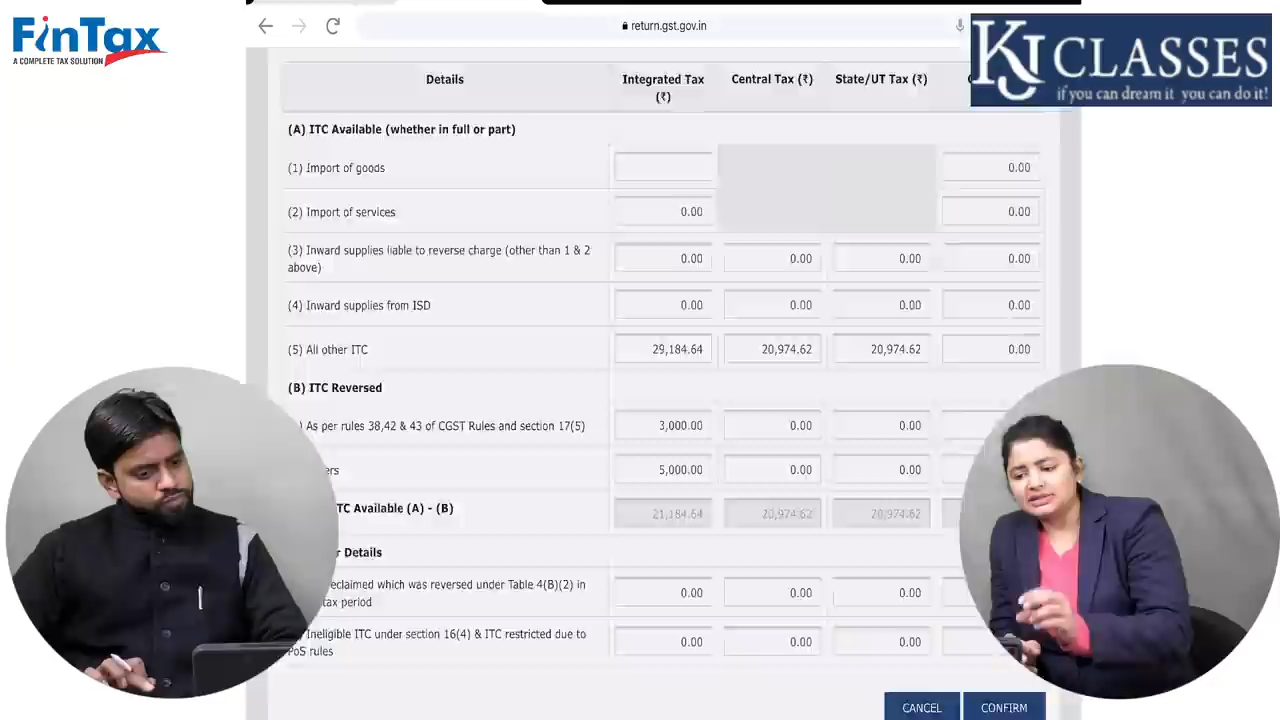 FinTax
A COMPLETE TAX SOLUTION
return.gst.gov.in
KJ CLASSES
if you can dream it you can do it!
Details Integrated Tax (₹) Central Tax (₹) State/UT Tax (₹)
(A) ITC Available (whether in full or part)
(1) Import of goods 0.00
(2) Import of services 0.00 0.00
(3) Inward supplies liable to reverse charge (other than 1 & 2
above) 0.00 0.00 0.00 0.00
(4) Inward supplies from ISD 0.00 0.00 0.00 0.00
(5) All other ITC 29,184.64 20,974.62 20,974.62 0.00
(B) ITC Reversed
As per rules 38,42 & 43 of CGST Rules and section 17(5) 3,000.00 0.00 0.00
5,000.00 0.00 0.00
Available (A) - (B) 21,184.64 20,974.62 20,974.62
Details
which was reversed under Table 4(B)(2) in
tax period 0.00 0.00 0.00
Ineligible ITC under section 16(4) & ITC restricted due to
PoS rules 0.00 0.00 0.00
CANCEL CONFIRM